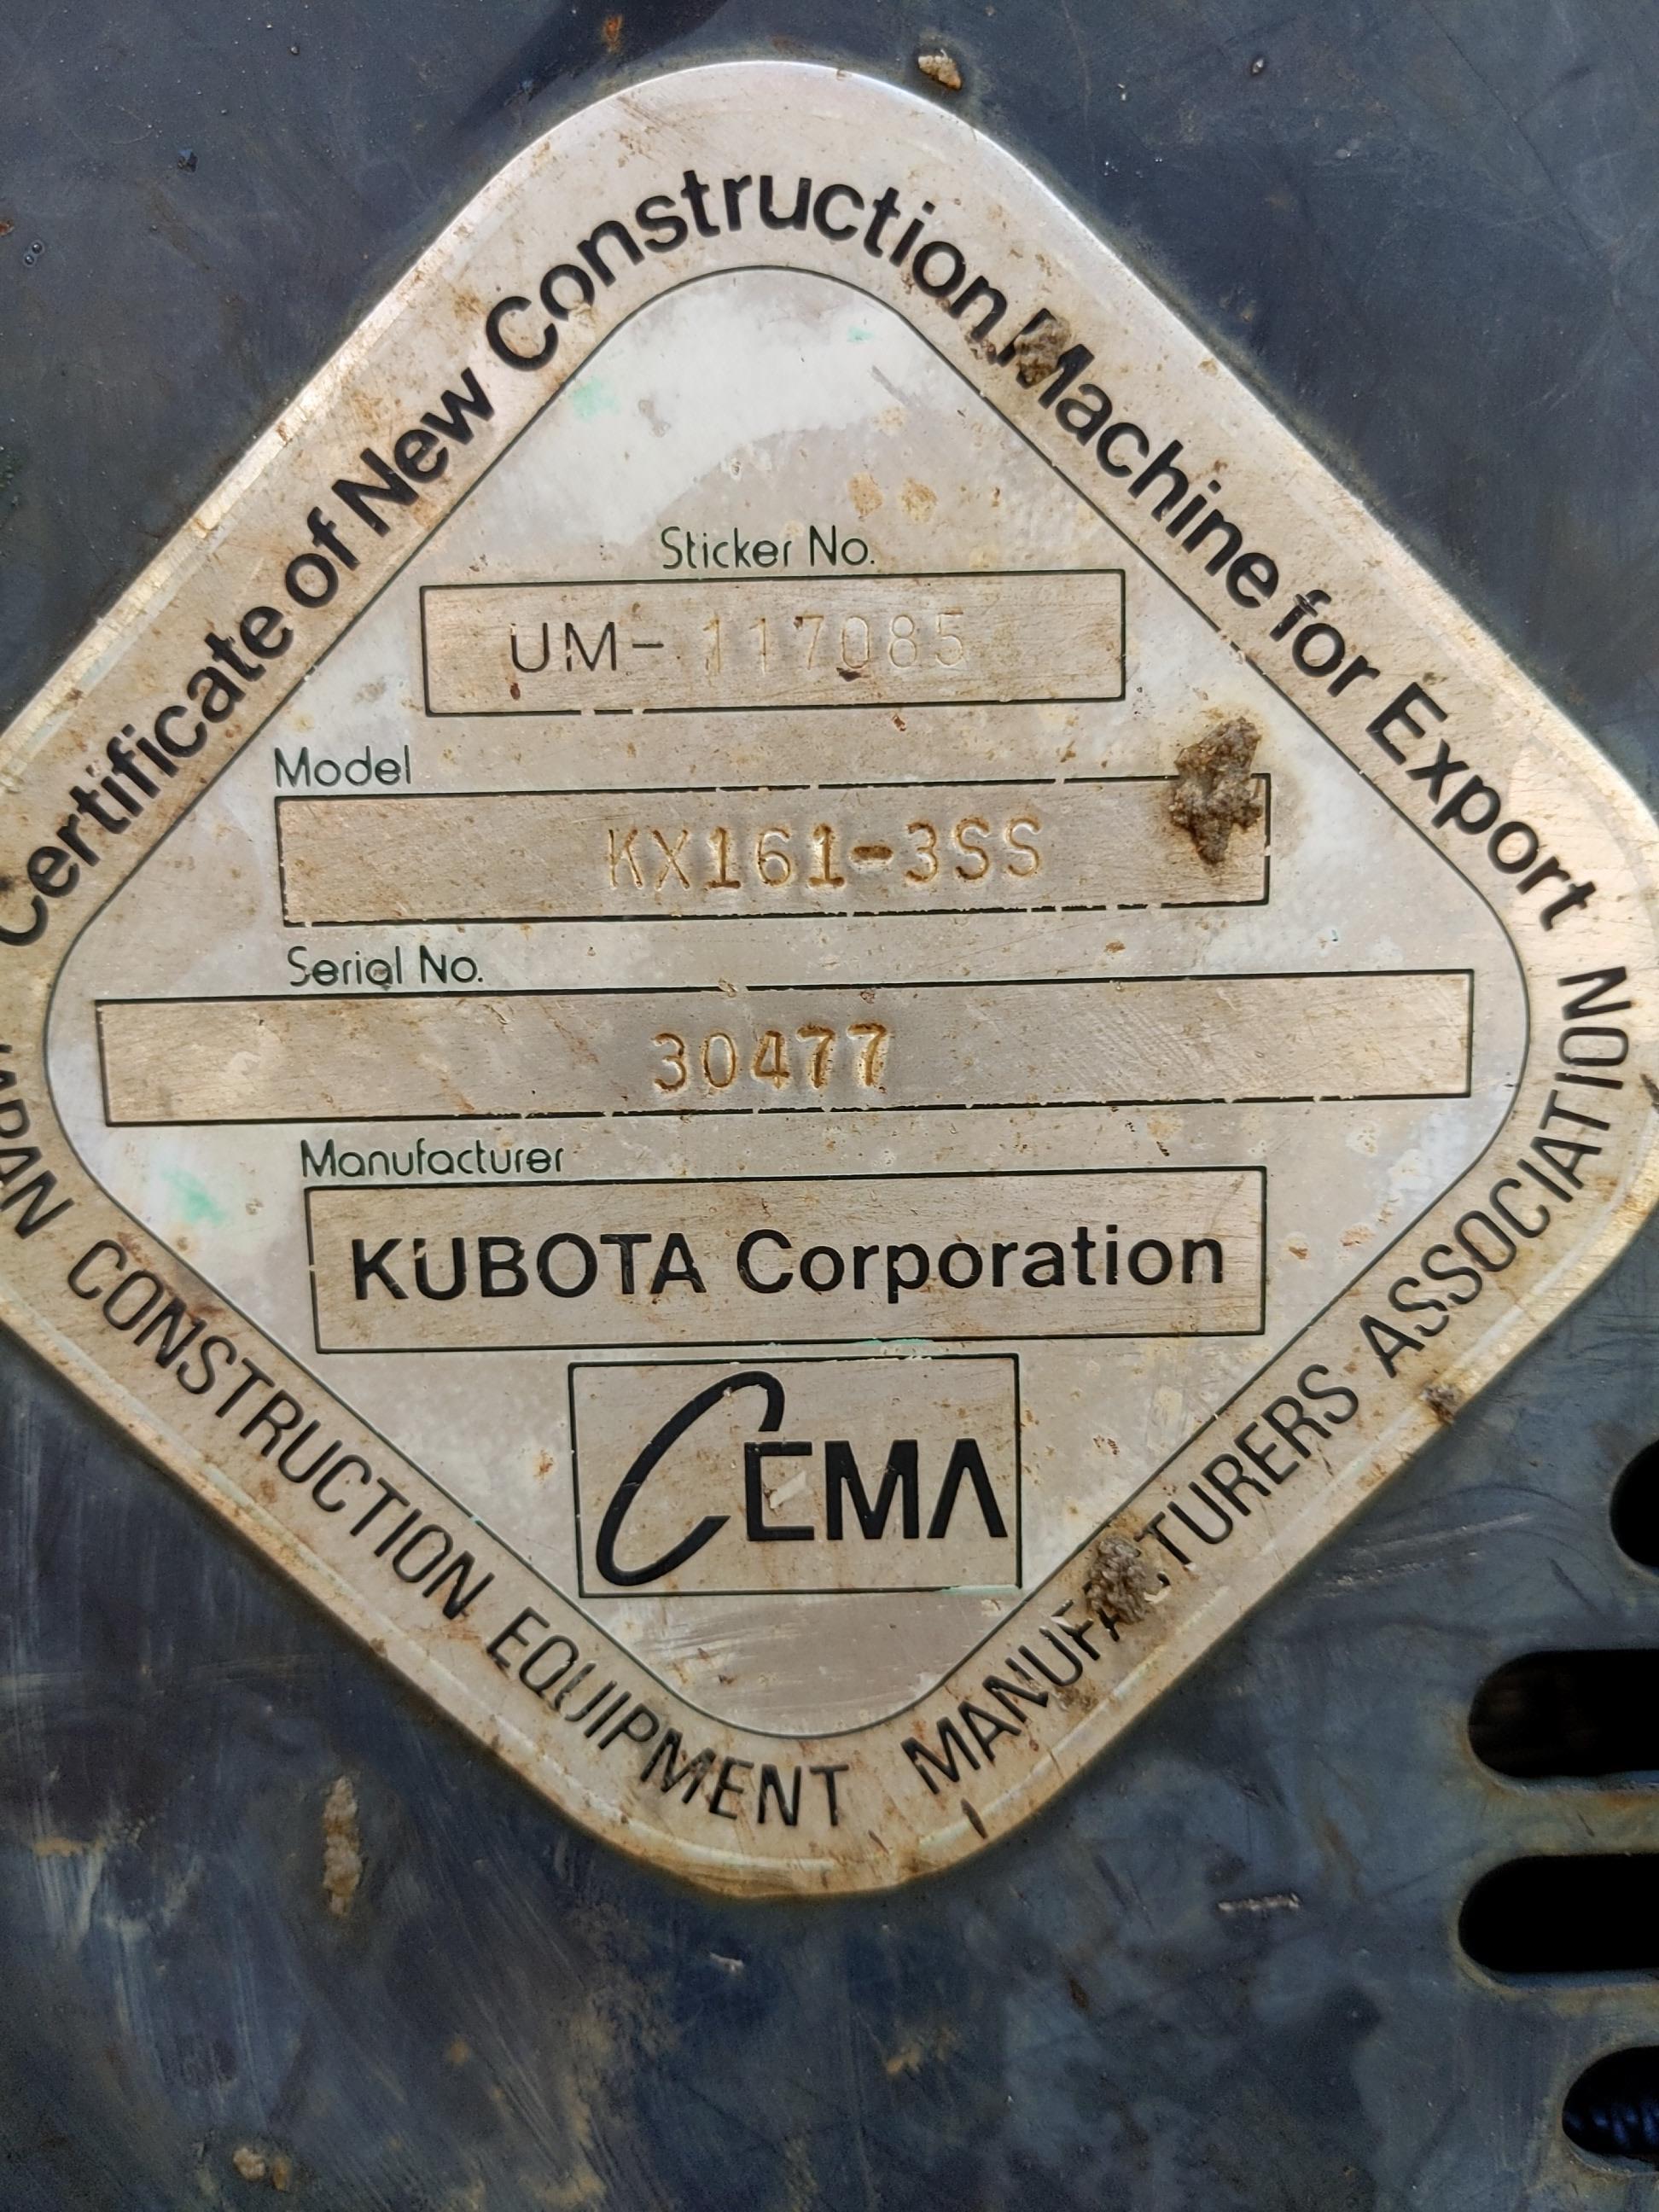 Certificate of New Construction Machine for Export
Sticker No.
UM-117085
Model
KX161-3SS
Serial No.
30477
Manufacturer
KUBOTA Corporation
CEMA
JAPAN CONSTRUCTION EQUIPMENT MANUFACTURERS ASSOCIATION